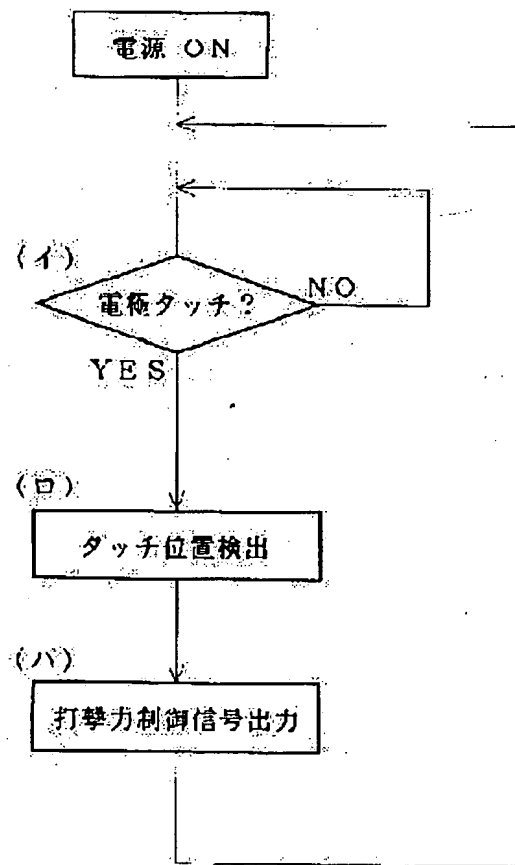 電源 ON
(イ)
電極タッチ?
NO
YES
(ロ)
タッチ位置検出
(ハ)
打撃力制御信号出力